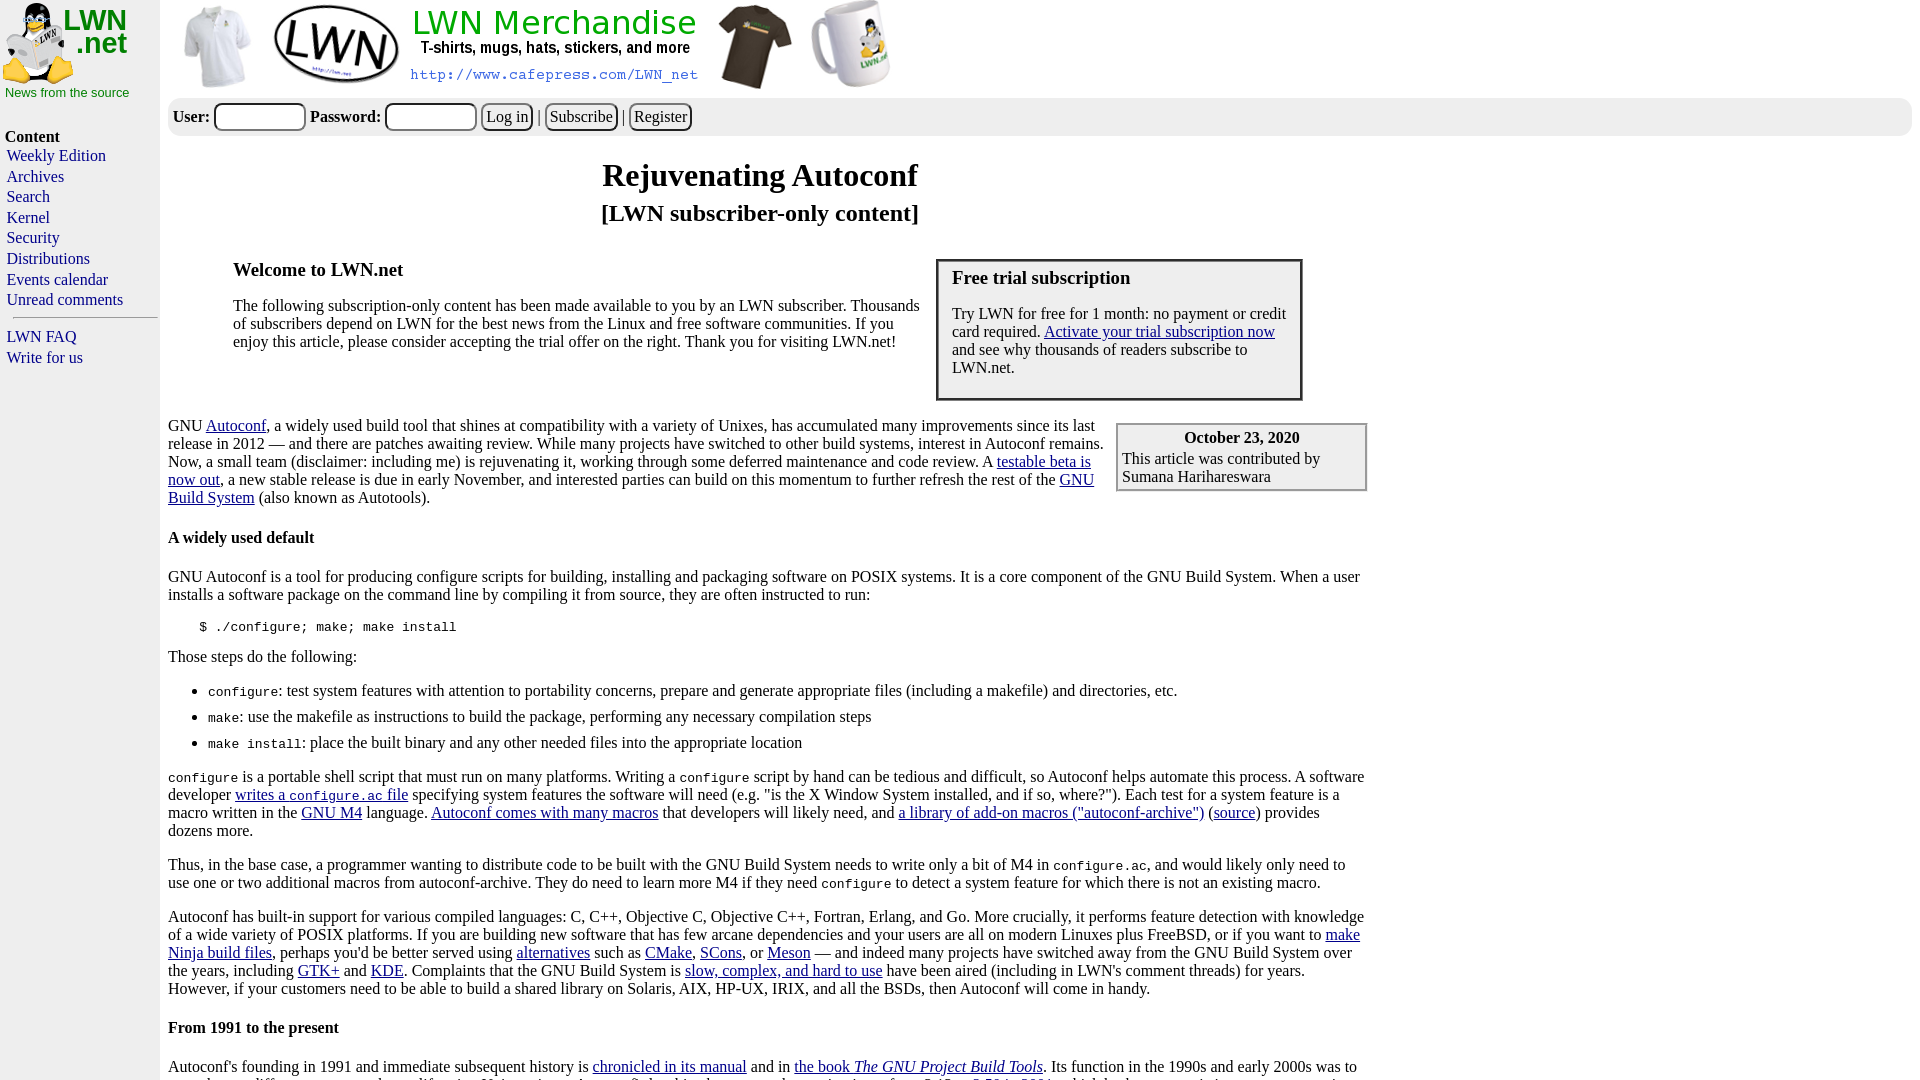 LWN
.net
News from the source
Content
Weekly Edition
Archives
Search
Kernel
Security
Distributions
Events calendar
Unread comments
LWN FAQ
Write for us
LWN
http://lwn.net
LWN Merchandise
T-shirts, mugs, hats, stickers, and more
http://www.cafepress.com/LWN_net
LWN.net
User: Password: Log in | Subscribe | Register
Rejuvenating Autoconf
[LWN subscriber-only content]
Welcome to LWN.net
The following subscription-only content has been made available to you by an LWN subscriber. Thousands
of subscribers depend on LWN for the best news from the Linux and free software communities. If you
enjoy this article, please consider accepting the trial offer on the right. Thank you for visiting LWN.net!
Free trial subscription
Try LWN for free for 1 month: no payment or credit
card required. Activate your trial subscription now
and see why thousands of readers subscribe to
LWN.net.
October 23, 2020
This article was contributed by
Sumana Harihareswara
GNU Autoconf, a widely used build tool that shines at compatibility with a variety of Unixes, has accumulated many improvements since its last
release in 2012 — and there are patches awaiting review. While many projects have switched to other build systems, interest in Autoconf remains.
Now, a small team (disclaimer: including me) is rejuvenating it, working through some deferred maintenance and code review. A testable beta is
now out, a new stable release is due in early November, and interested parties can build on this momentum to further refresh the rest of the GNU
Build System (also known as Autotools).
A widely used default
GNU Autoconf is a tool for producing configure scripts for building, installing and packaging software on POSIX systems. It is a core component of the GNU Build System. When a user
installs a software package on the command line by compiling it from source, they are often instructed to run:
$ ./configure; make; make install
Those steps do the following:
• configure: test system features with attention to portability concerns, prepare and generate appropriate files (including a makefile) and directories, etc.
• make: use the makefile as instructions to build the package, performing any necessary compilation steps
• make install: place the built binary and any other needed files into the appropriate location
configure is a portable shell script that must run on many platforms. Writing a configure script by hand can be tedious and difficult, so Autoconf helps automate this process. A software
developer writes a configure.ac file specifying system features the software will need (e.g. "is the X Window System installed, and if so, where?"). Each test for a system feature is a
macro written in the GNU M4 language. Autoconf comes with many macros that developers will likely need, and a library of add-on macros ("autoconf-archive") (source) provides
dozens more.
Thus, in the base case, a programmer wanting to distribute code to be built with the GNU Build System needs to write only a bit of M4 in configure.ac, and would likely only need to
use one or two additional macros from autoconf-archive. They do need to learn more M4 if they need configure to detect a system feature for which there is not an existing macro.
Autoconf has built-in support for various compiled languages: C, C++, Objective C, Objective C++, Fortran, Erlang, and Go. More crucially, it performs feature detection with knowledge
of a wide variety of POSIX platforms. If you are building new software that has few arcane dependencies and your users are all on modern Linuxes plus FreeBSD, or if you want to make
Ninja build files, perhaps you'd be better served using alternatives such as CMake, SCons, or Meson — and indeed many projects have switched away from the GNU Build System over
the years, including GTK+ and KDE. Complaints that the GNU Build System is slow, complex, and hard to use have been aired (including in LWN's comment threads) for years.
However, if your customers need to be able to build a shared library on Solaris, AIX, HP-UX, IRIX, and all the BSDs, then Autoconf will come in handy.
From 1991 to the present
Autoconf's founding in 1991 and immediate subsequent history is chronicled in its manual and in the book The GNU Project Build Tools. Its function in the 1990s and early 2000s was to